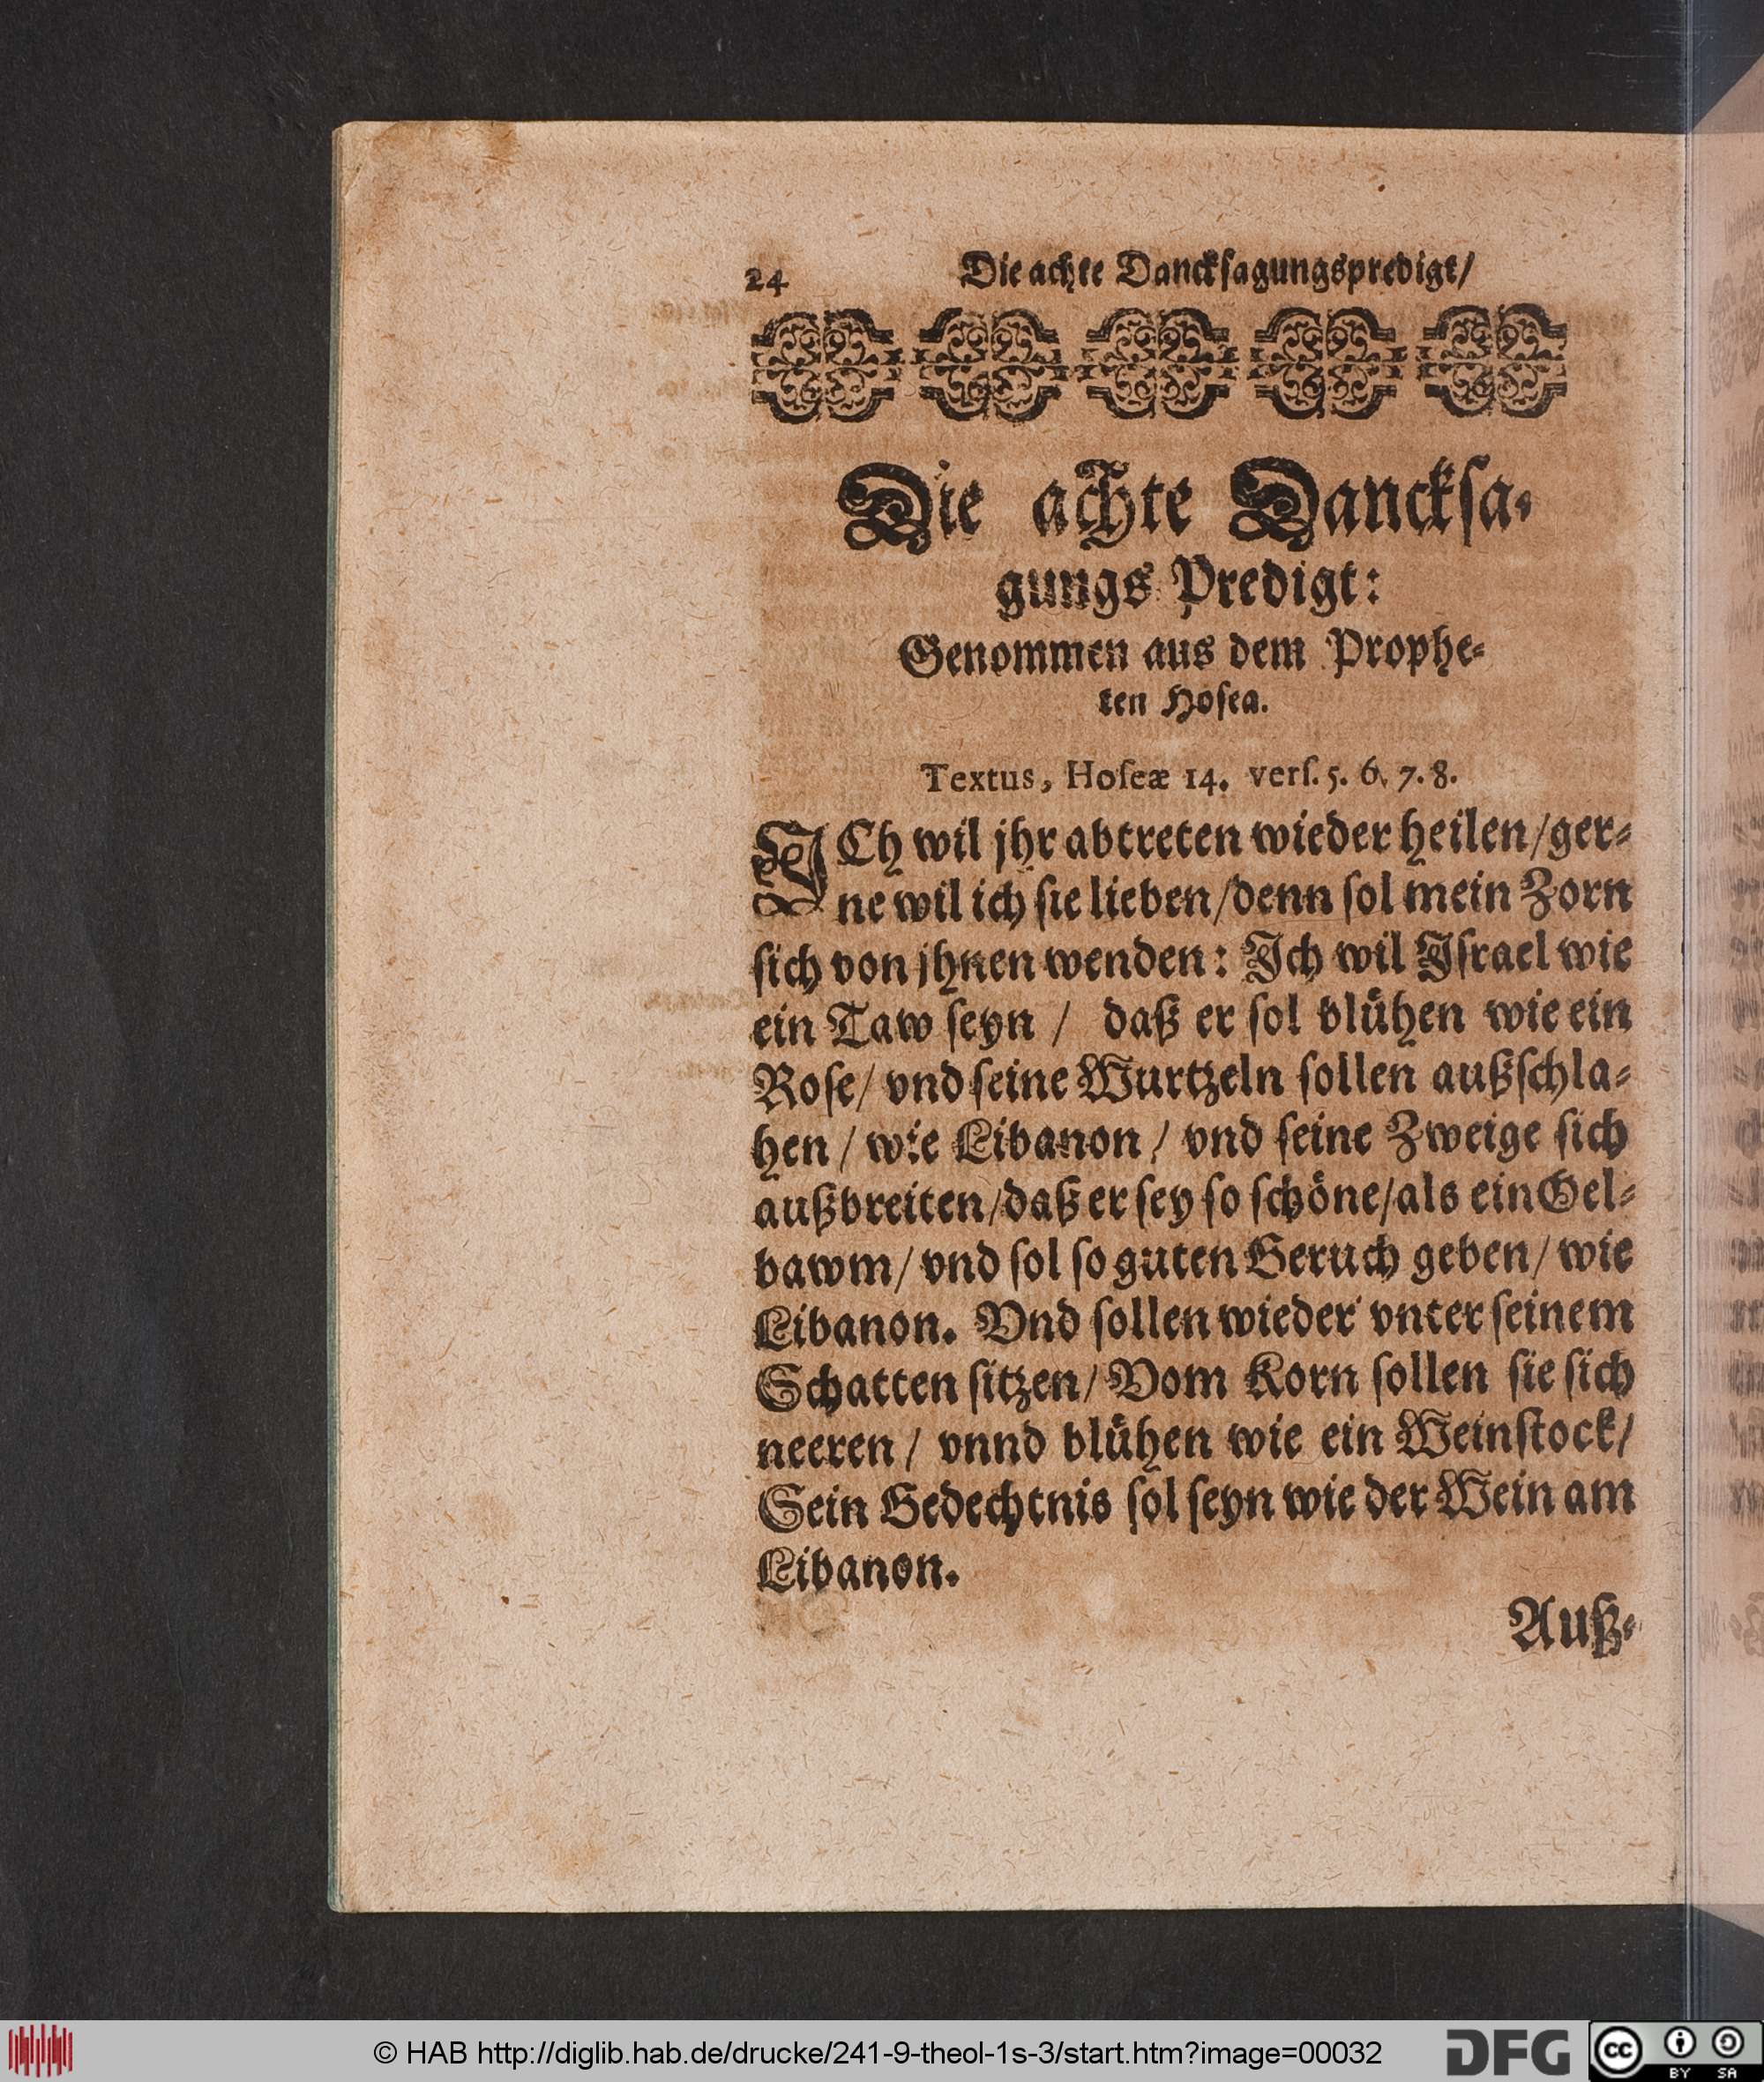 24 Die achte Danckſagungspredigt/
Die achte Danckſa⸗
gungs Predigt:
Genommen aus dem Prophe⸗
ten Hoſea.
Textus, Hoſeæ 14. verſ. 5. 6. 7. 8.
ICh wil jhr abtreten wieder heilen/ger⸗
ne wil ich ſie lieben/denn ſol mein Zorn
ſich von jhnen wenden: Ich wil Iſrael wie
ein Taw ſeyn / daß er ſol blühen wie ein
Roſe/ vnd ſeine Wurtzeln ſollen außſchla⸗
hen / wie Libanon / vnd ſeine Zweige ſich
außbreiten/daß er ſey ſo ſchöne/als ein Oel⸗
bawm/ vnd ſol ſo guten Geruch geben/ wie
Libanon. Vnd ſollen wieder vnter ſeinem
Schatten ſitzen/ Vom Korn ſollen ſie ſich
neeren / vnnd blühen wie ein Weinſtock/
Sein Gedechtnis ſol ſeyn wie der Wein am
Libanon.
Auß⸗
© HAB http://diglib.hab.de/drucke/241-9-theol-1s-3/start.htm?image=00032 DFG cc BY SA